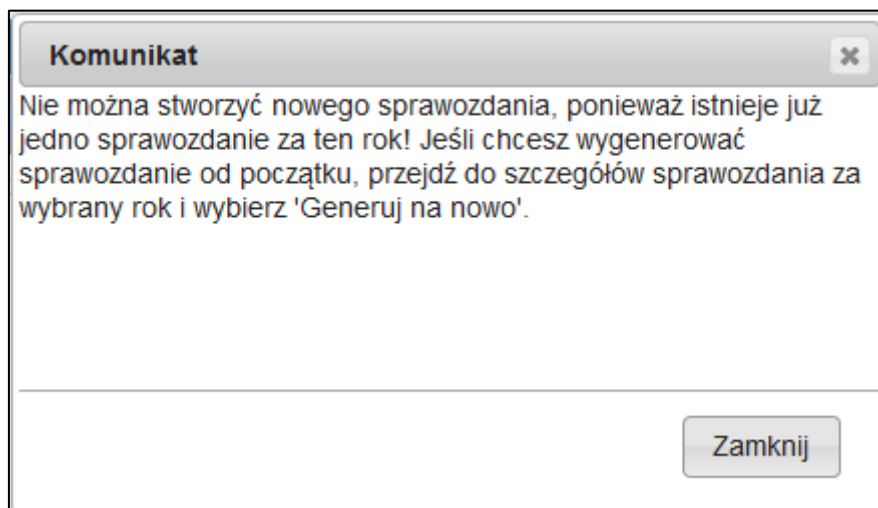 Komunikat
Nie można stworzyć nowego sprawozdania, ponieważ istnieje już
jedno sprawozdanie za ten rok! Jeśli chcesz wygenerować
sprawozdanie od początku, przejdź do szczegółów sprawozdania za
wybrany rok i wybierz 'Generuj na nowo'.
Zamknij